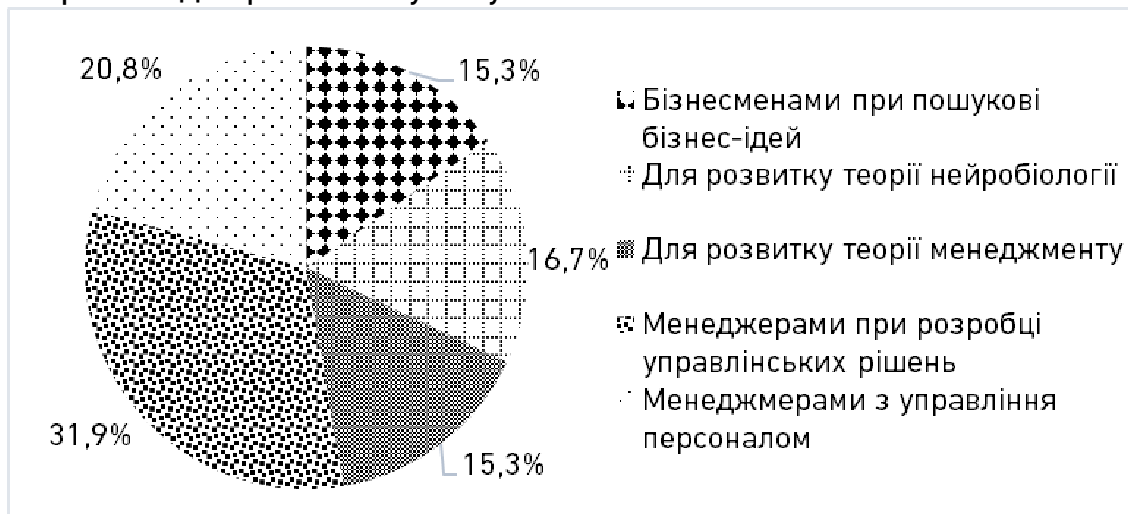 20,8%
15,3%
Бізнесменами при пошукові
бізнес-ідей
Для розвитку теорії нейробіології
16,7%
Для розвитку теорії менеджменту
Менеджерами при розробці
управлінських рішень
Менеджмерами з управління
персоналом
31,9%
15,3%